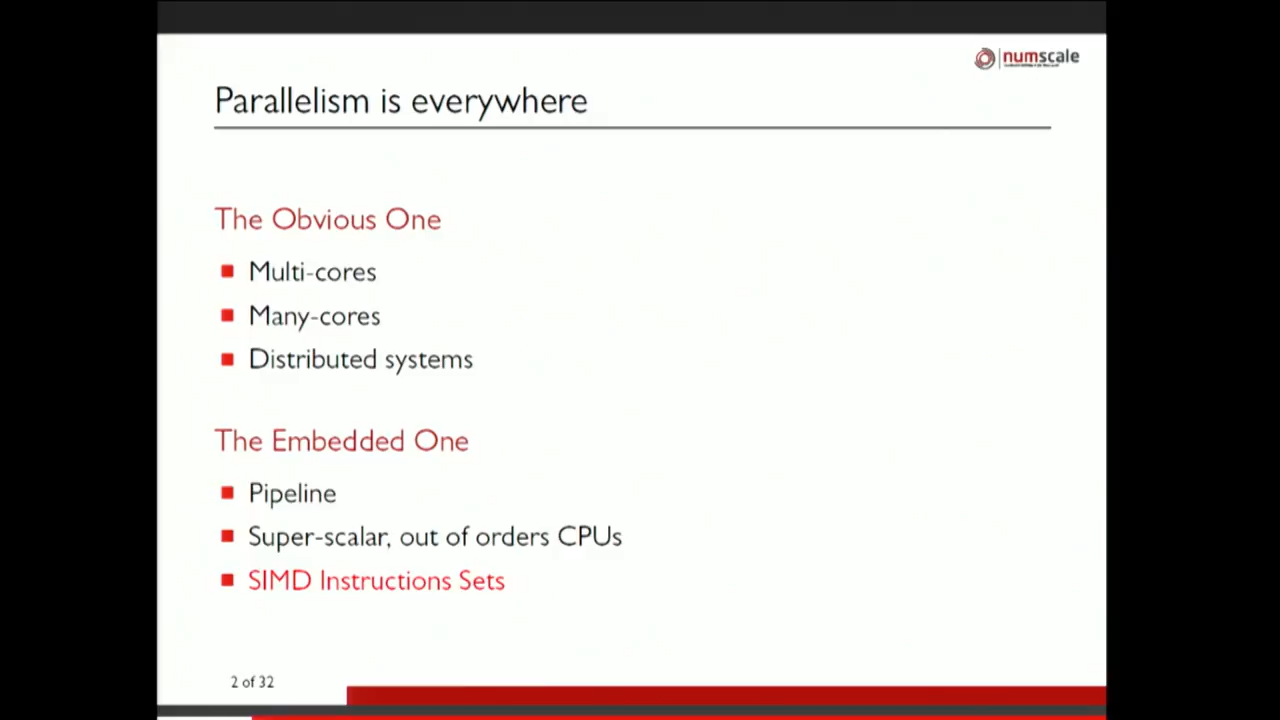 numscale
Parallelism is everywhere
The Obvious One
Multi-cores
Many-cores
Distributed systems
The Embedded One
Pipeline
Super-scalar, out of orders CPUs
SIMD Instructions Sets
2 of 32